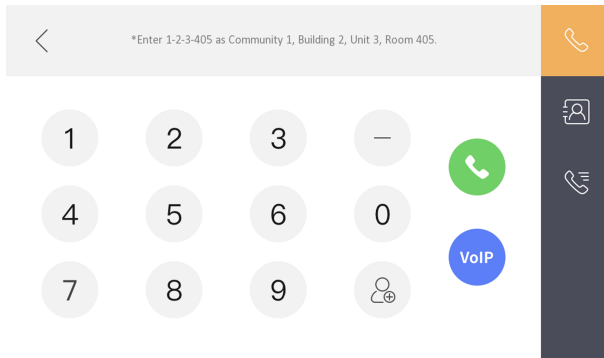 *Enter 1-2-3-405 as Community 1, Building 2, Unit 3, Room 405.
1 2 3 —
4 5 6 0
VoIP
7 8 9